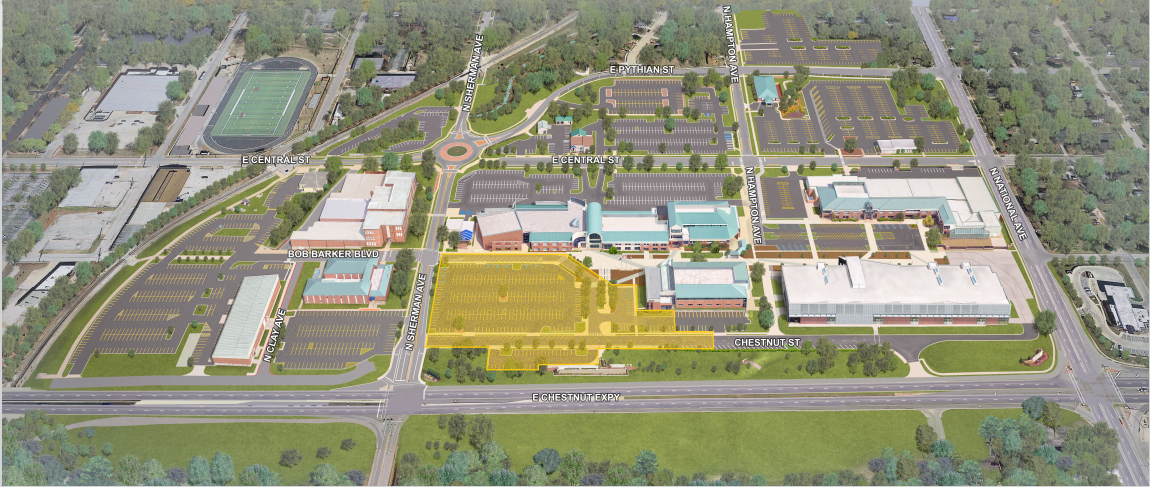 N HAMPTON AVE
N SHERMAN AVE
E PYTHIAN ST
E CENTRAL ST
E CENTRAL ST
N HAMPTON AVE
N NATIONAL AVE
BOB BARKER BLVD
N SHERMAN AVE
N CLAY AVE
CHESTNUT ST
E CHESTNUT EXPY